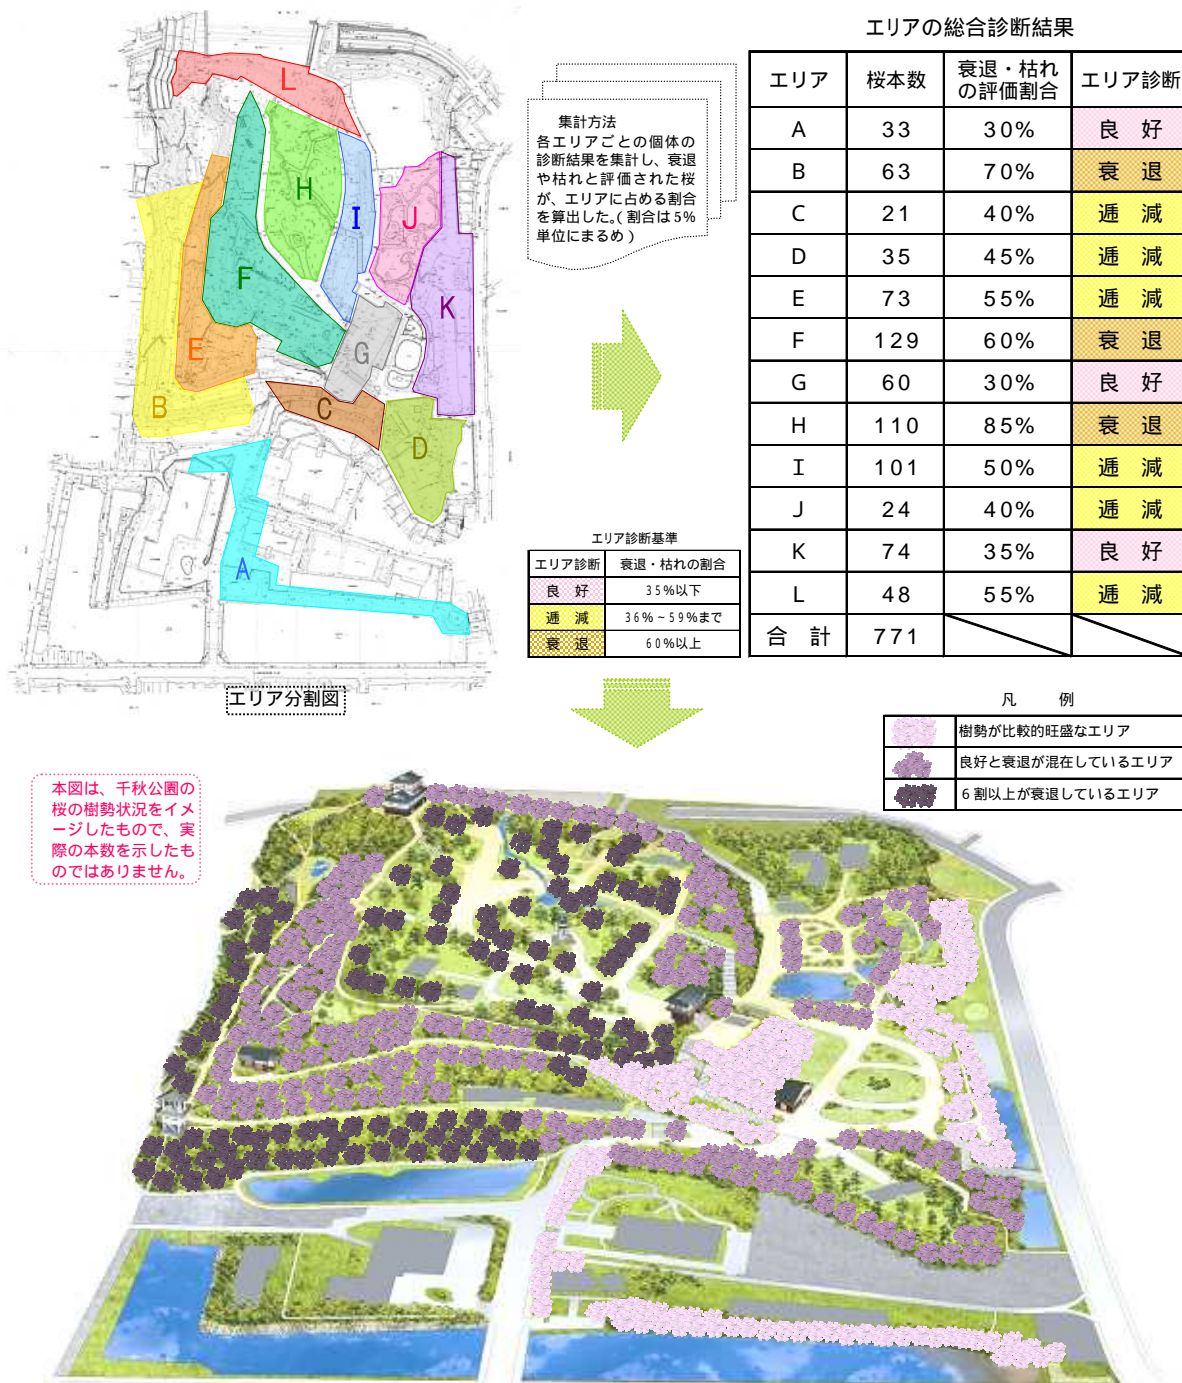 エリアの総合診断結果
エリア 桜本数 衰退・枯れの評価割合 エリア診断
A 33 30% 良 好
B 63 70% 衰 退
C 21 40% 逓 減
D 35 45% 逓 減
E 73 55% 逓 減
F 129 60% 衰 退
G 60 30% 良 好
H 110 85% 衰 退
I 101 50% 逓 減
J 24 40% 逓 減
K 74 35% 良 好
L 48 55% 逓 減
合 計 771
集計方法
各エリアごとの個体の
診断結果を集計し、衰退
や枯れと評価された桜
が、エリアに占める割合
を算出した。(割合は5%
単位にまるめ)
L
H
I
J
F
K
E
G
B
C
D
A
エリア分割図
エリア診断基準
エリア診断 衰退・枯れの割合
良 好 35%以下
逓 減 36%~59%まで
衰 退 60%以上
凡 例
樹勢が比較的旺盛なエリア
良好と衰退が混在しているエリア
6割以上が衰退しているエリア
本図は、千秋公園の
桜の樹勢状況をイメ
ージしたもので、実
際の本数を示したも
のではありません。